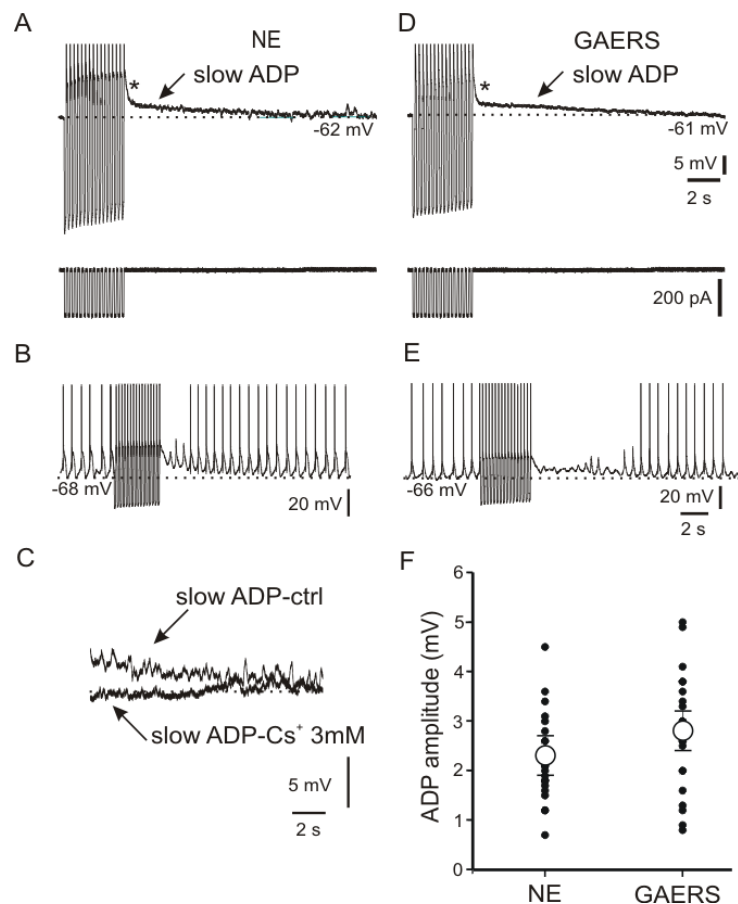 A
NE
slow ADP
*
-62 mV
D
GAERS
slow ADP
*
-61 mV
5 mV
2 s
200 pA
B
-68 mV
20 mV
E
-66 mV
20 mV
2 s
C
slow ADP-ctrl
slow ADP-Cs⁺ 3mM
5 mV
2 s
F
ADP amplitude (mV)
6
5
4
3
2
1
0
NE
GAERS